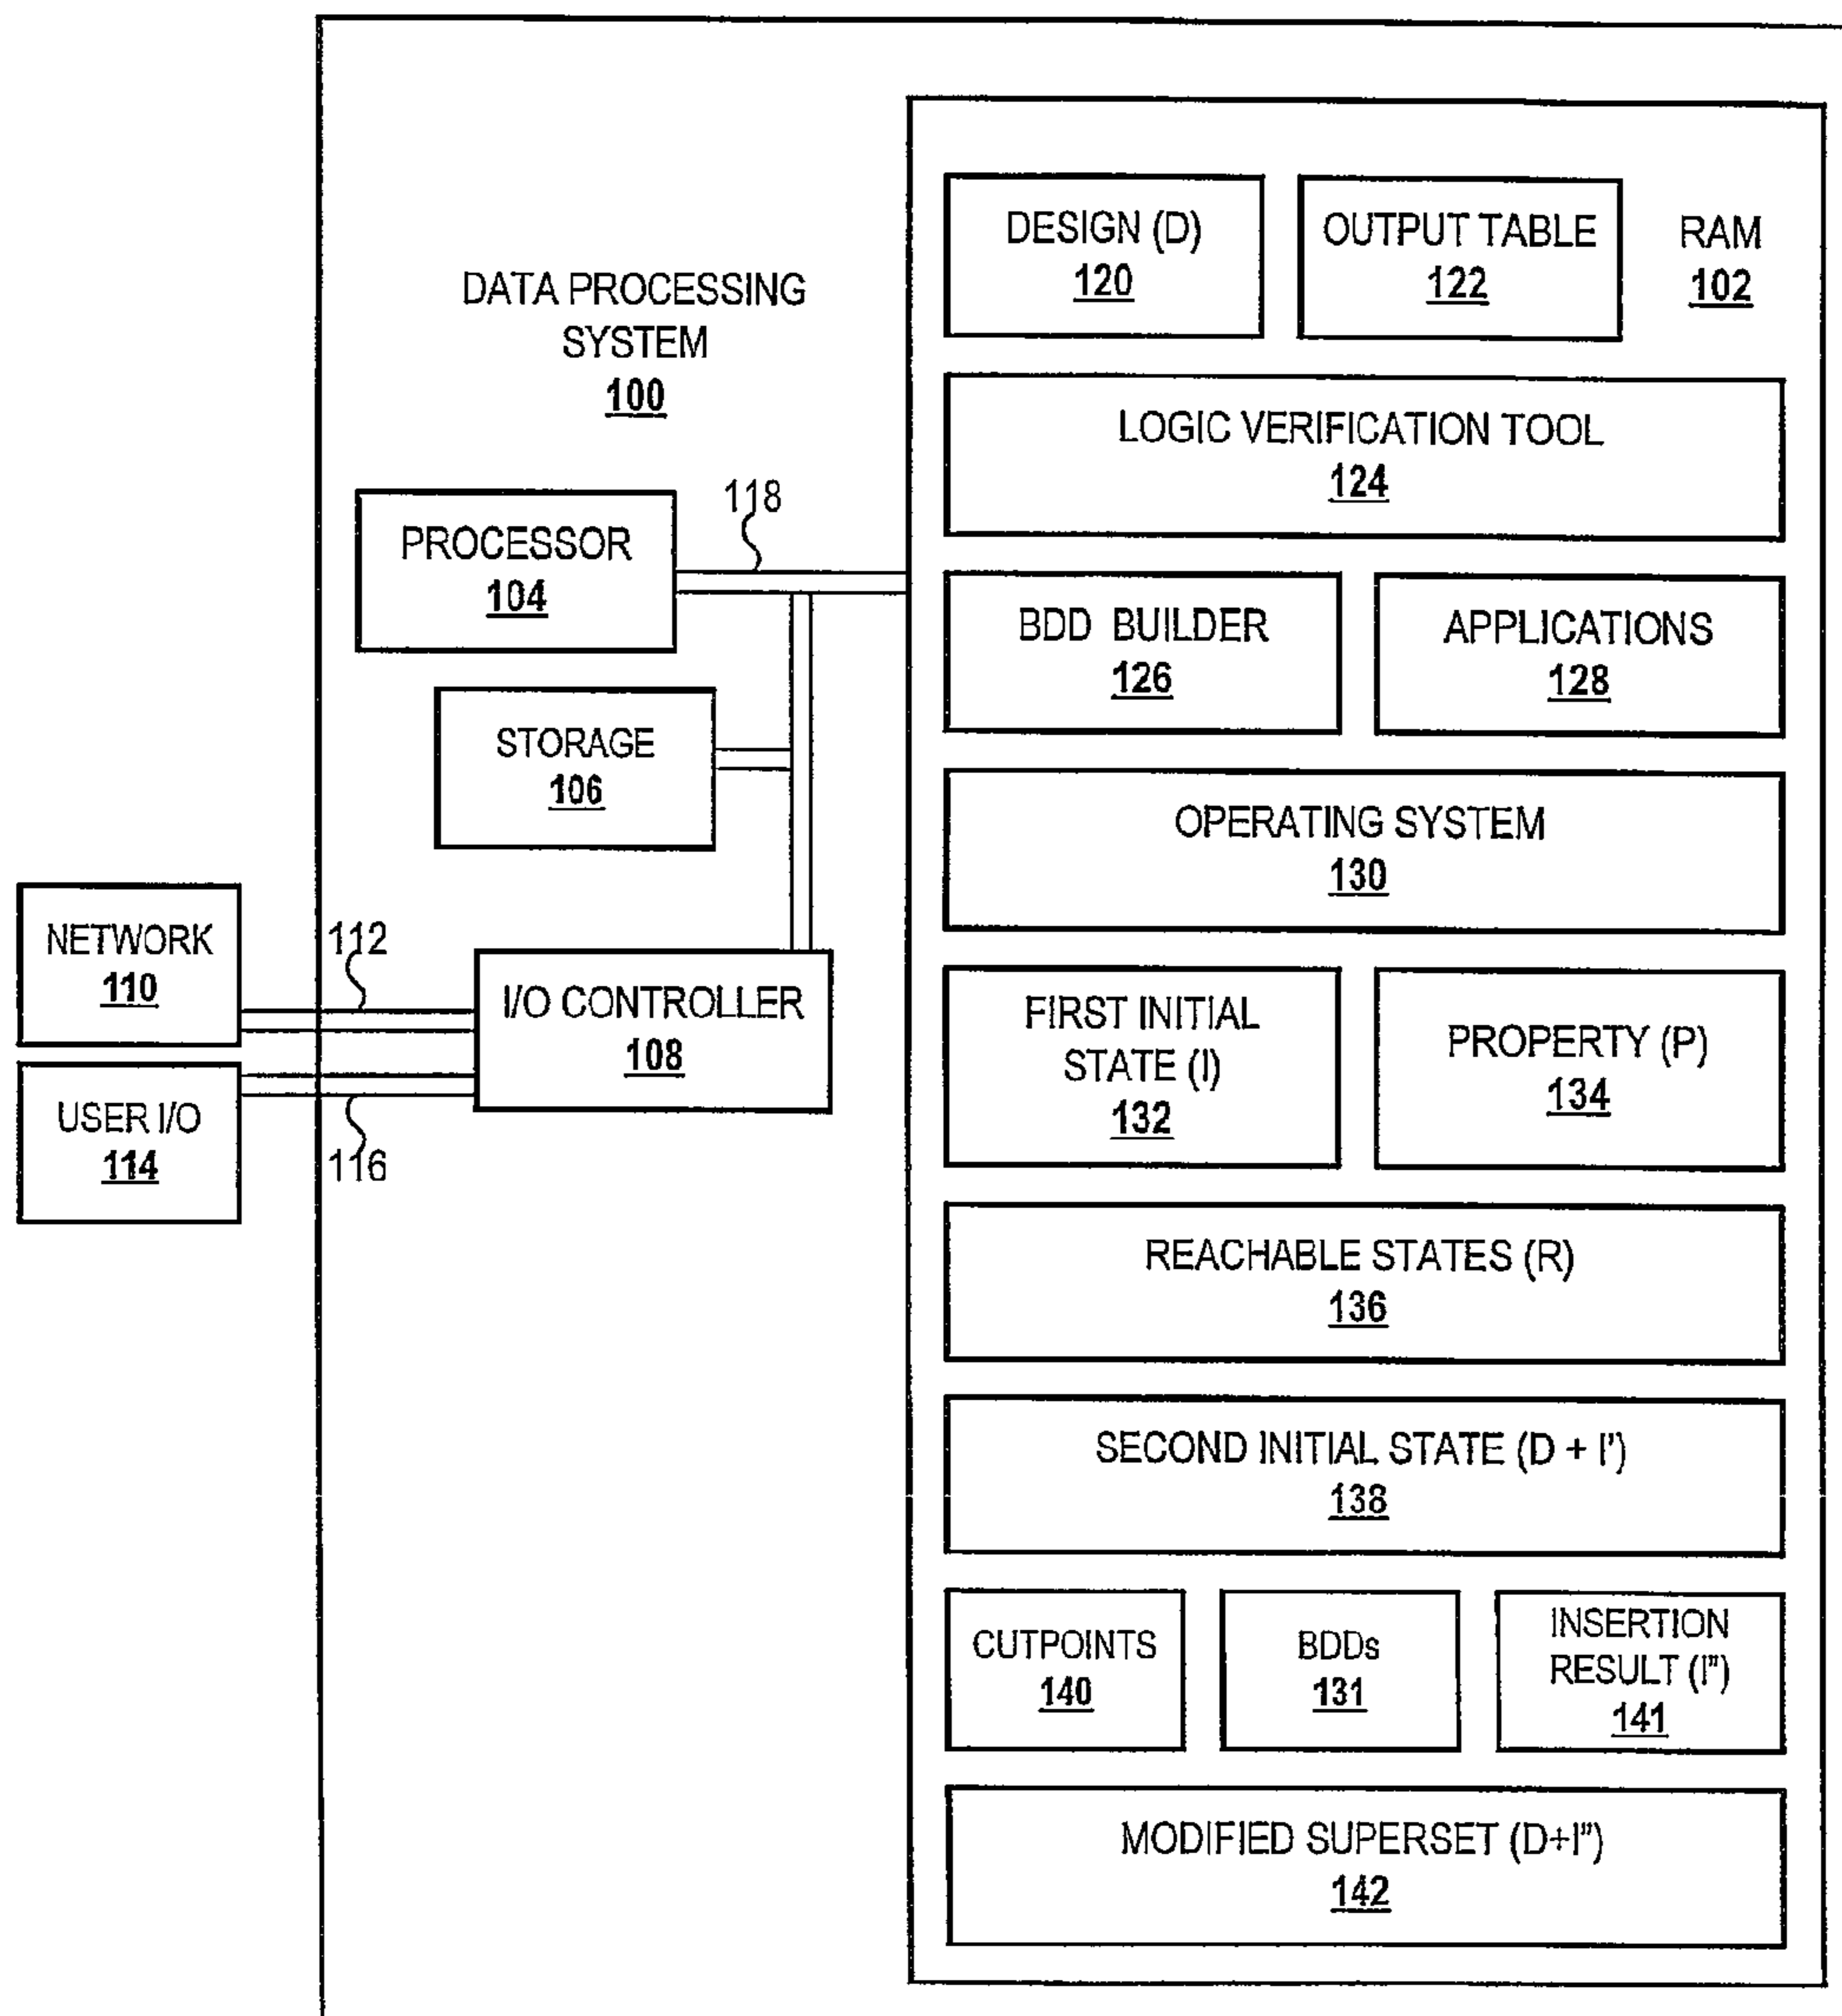 DATA PROCESSING
SYSTEM
100
PROCESSOR
104
118
STORAGE
106
NETWORK
110
112
I/O CONTROLLER
108
USER I/O
114
116
DESIGN (D)
120
OUTPUT TABLE
122
RAM
102
LOGIC VERIFICATION TOOL
124
BDD BUILDER
126
APPLICATIONS
128
OPERATING SYSTEM
130
FIRST INITIAL
STATE (I)
132
PROPERTY (P)
134
REACHABLE STATES (R)
136
SECOND INITIAL STATE (D + I')
138
CUTPOINTS
140
BDDs
131
INSERTION
RESULT (I'')
141
MODIFIED SUPERSET (D+I'')
142